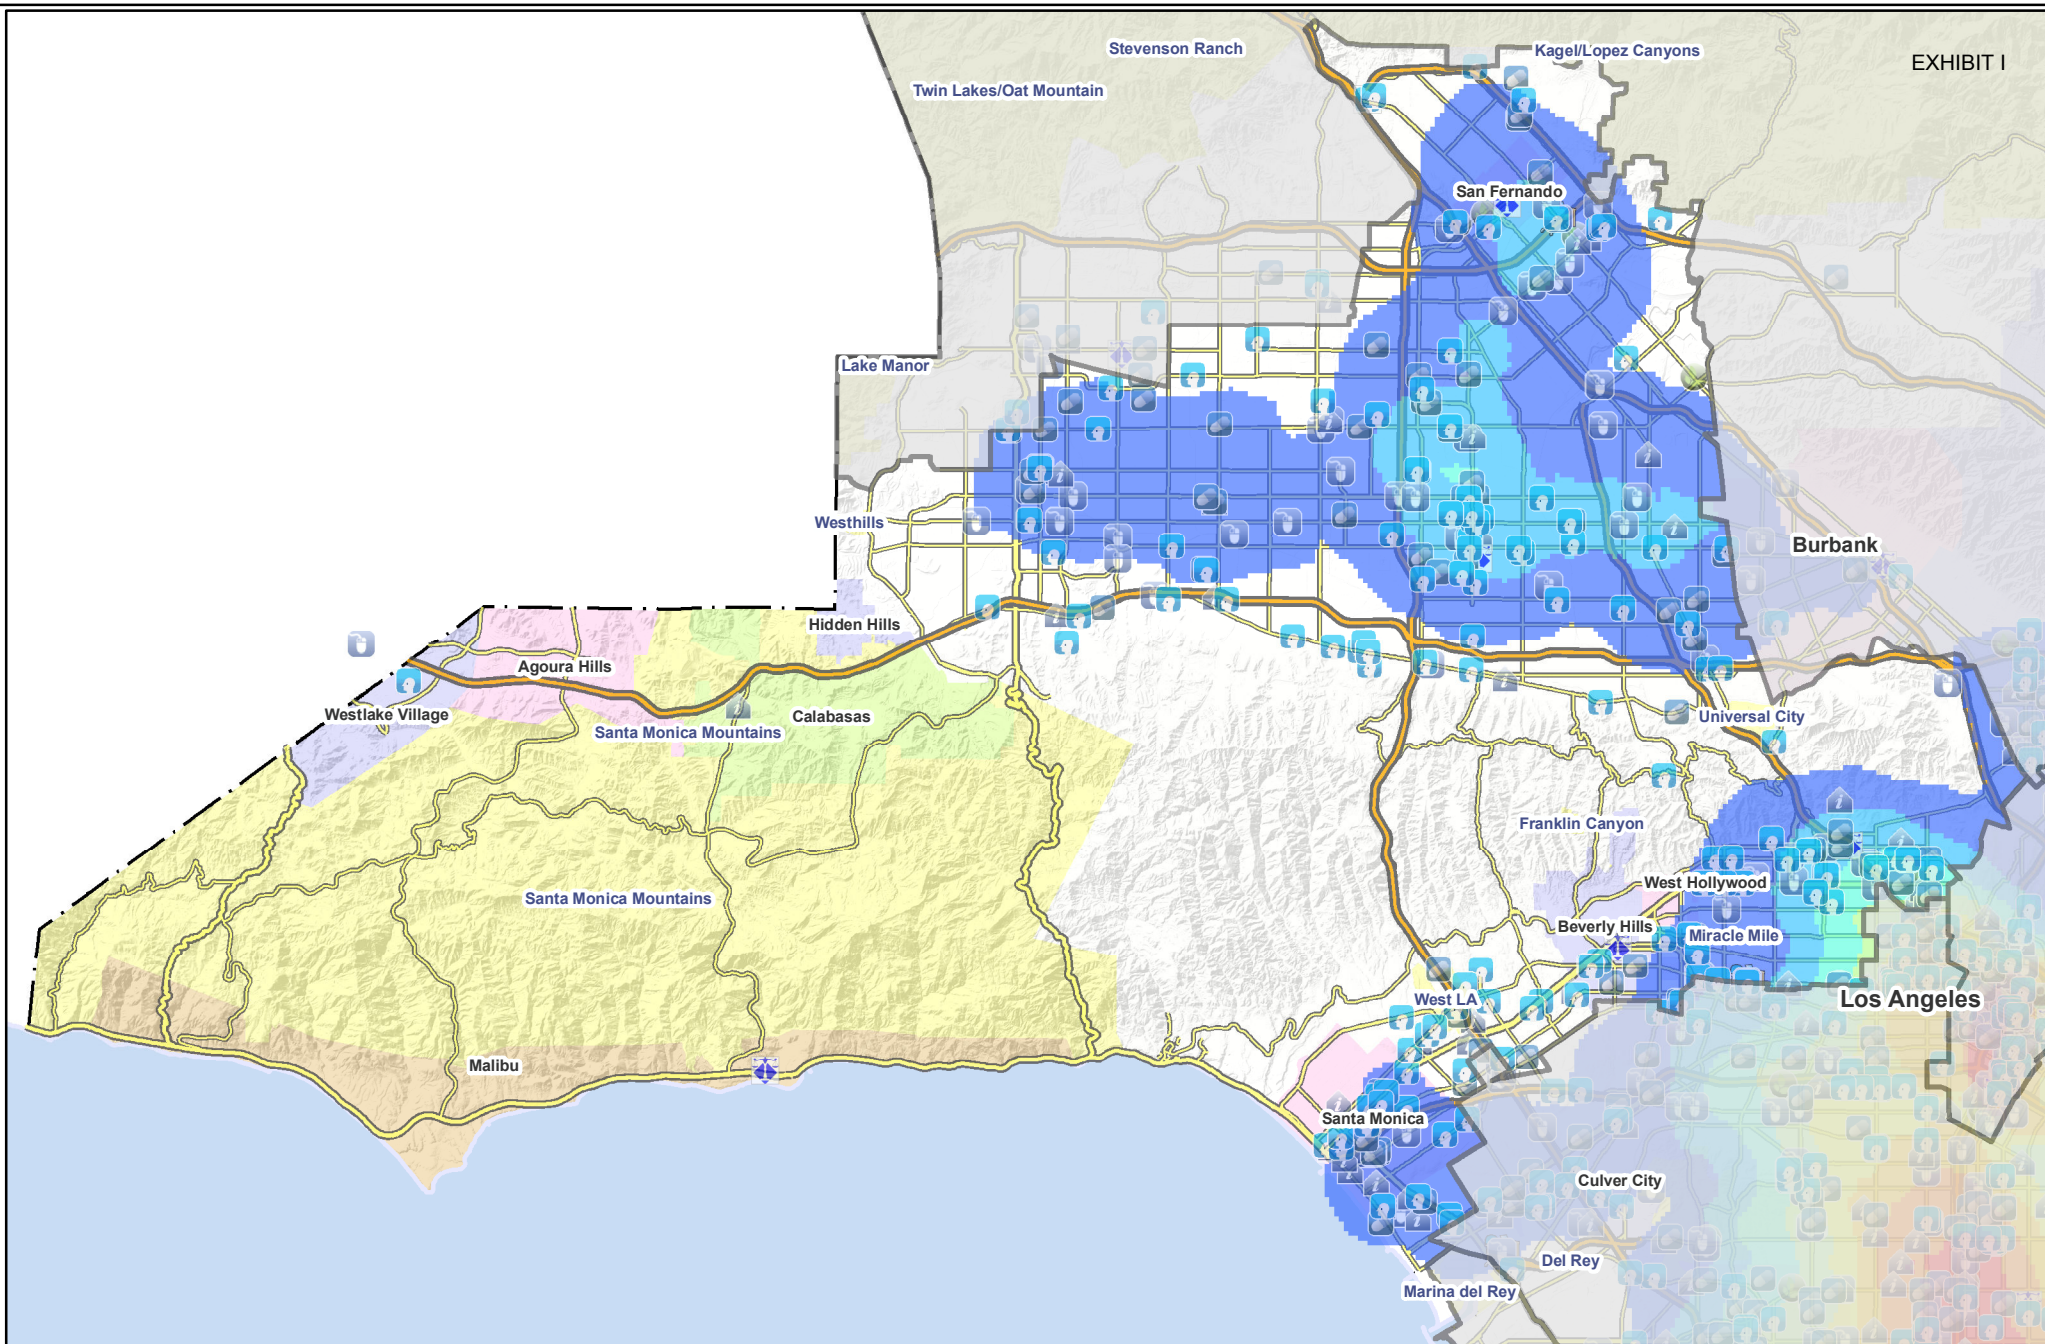 Stevenson Ranch
Kagel/Lopez Canyons
EXHIBIT I
Twin Lakes/Oat Mountain
San Fernando
Lake Manor
Westhills
Burbank
Hidden Hills
Agoura Hills
Westlake Village
Calabasas
Universal City
Santa Monica Mountains
Franklin Canyon
West Hollywood
Santa Monica Mountains
Beverly Hills
Miracle Mile
West LA
Los Angeles
Malibu
Santa Monica
Culver City
Del Rey
Marina del Rey